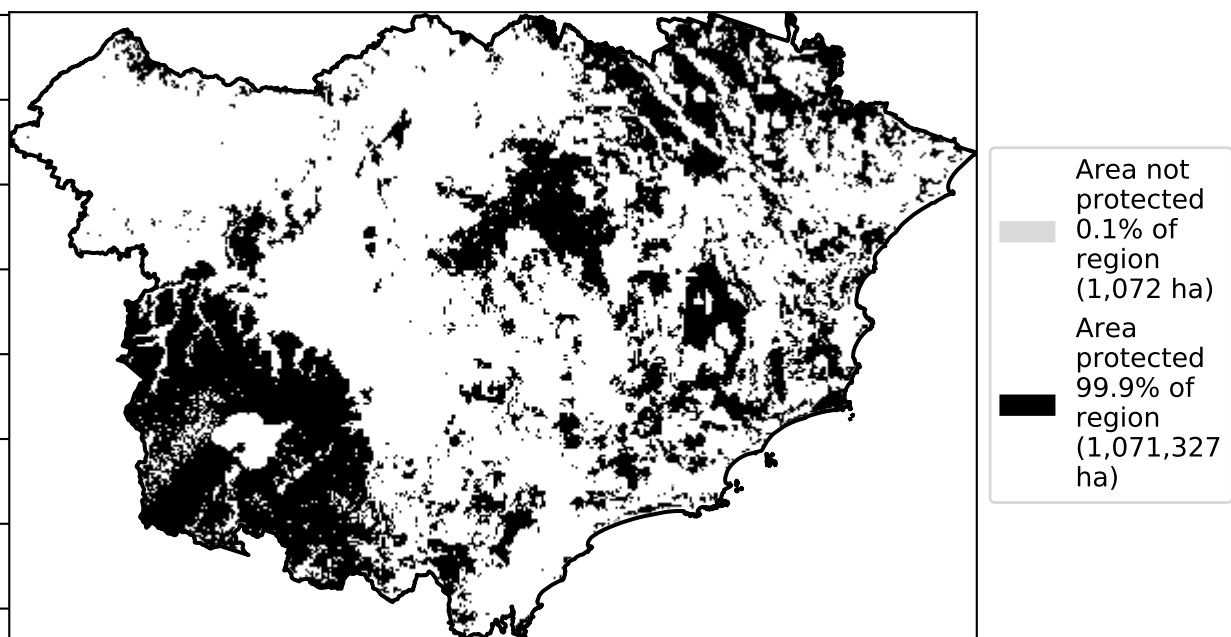 Area not
protected
0.1% of
region
(1,072 ha)
Area
protected
99.9% of
region
(1,071,327
ha)